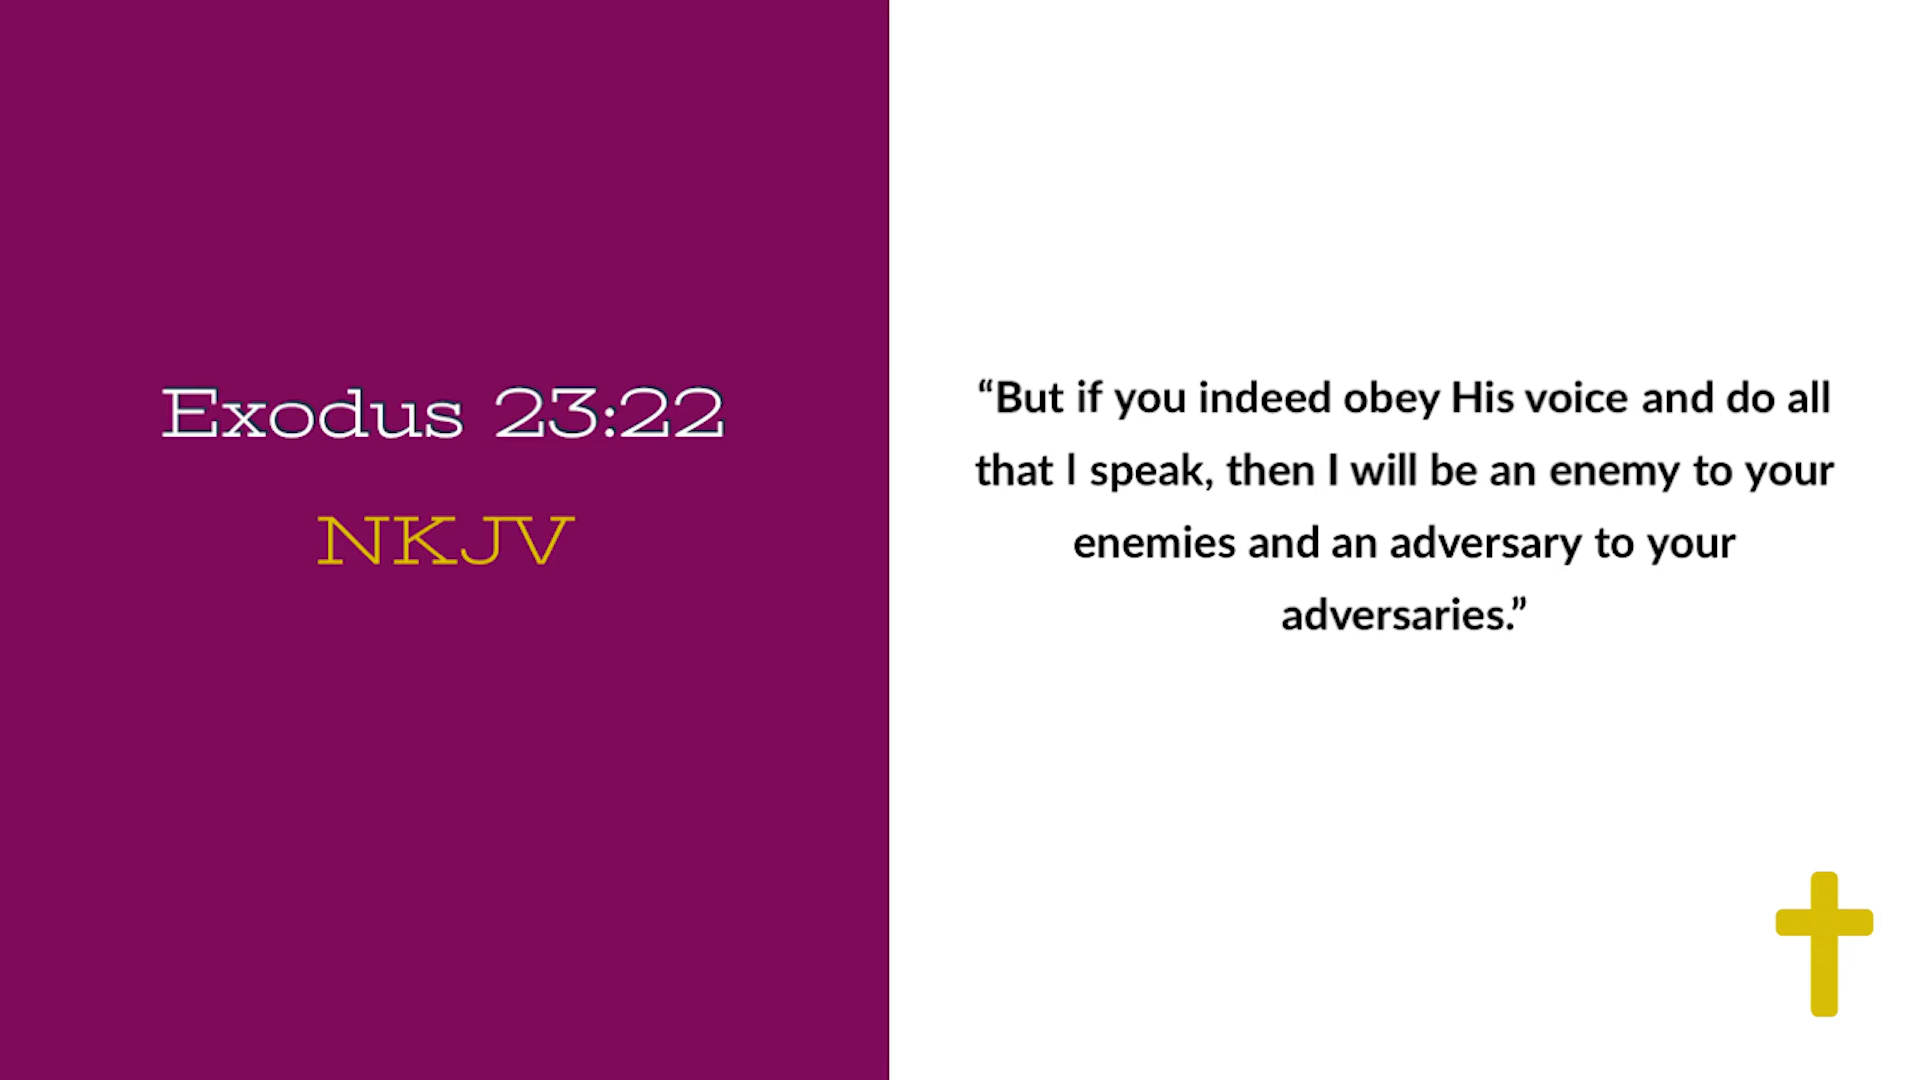 Exodus 23:22
NKJV
“But if you indeed obey His voice and do all
that I speak, then I will be an enemy to your
enemies and an adversary to your
adversaries.”